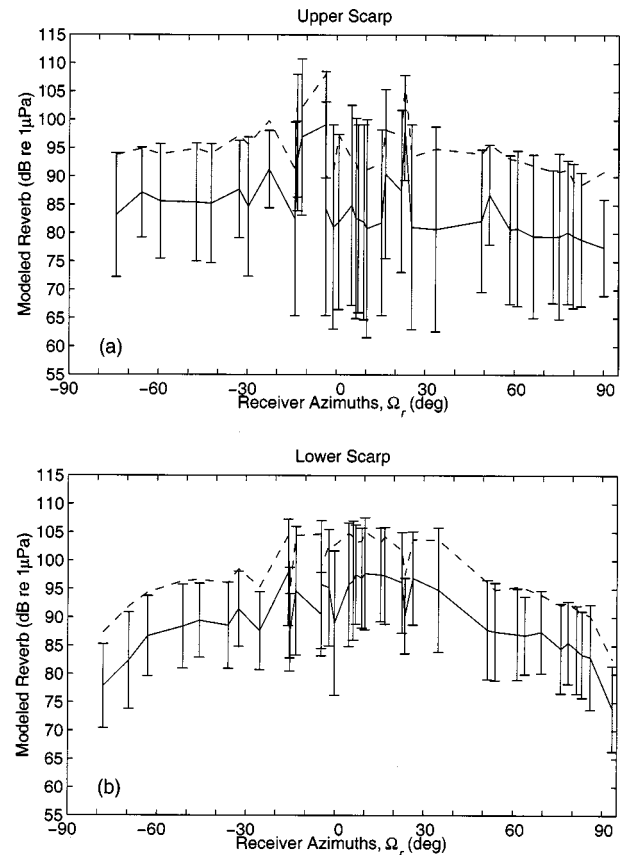 Upper Scarp
115
110
105
100
95
90
85
80
75
70
65
60
55
Modeled Reverb (dB re 1μPa)
(a)
−90 −60 −30 0 30 60 90
Receiver Azimuths, Ωr (deg)
Lower Scarp
115
110
105
100
95
90
85
80
75
70
65
60
55
Modeled Reverb (dB re 1μPa)
(b)
−90 −60 −30 0 30 60 90
Receiver Azimuths, Ωr (deg)